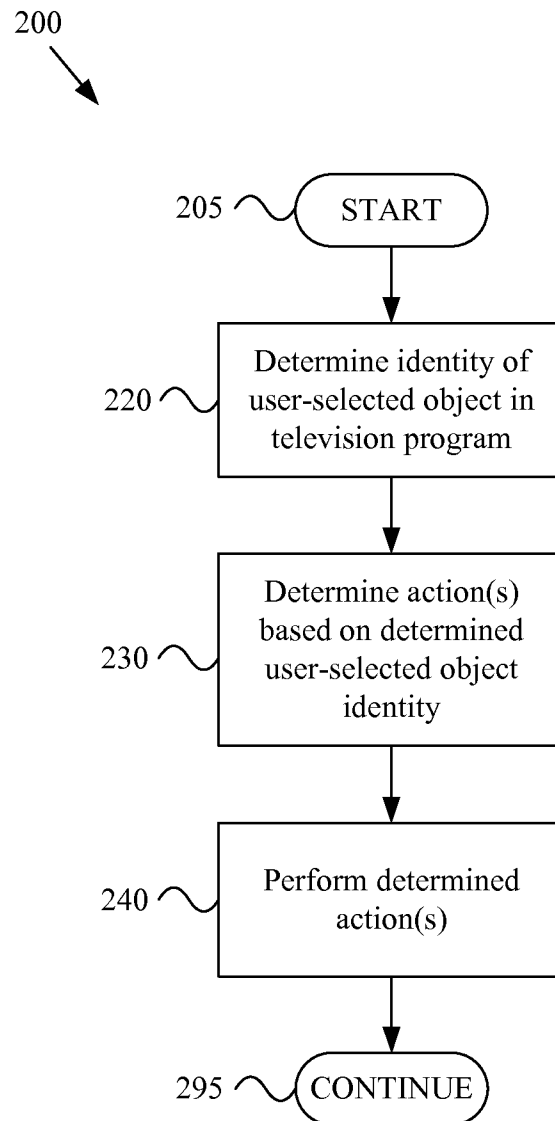 200
205
START
220
Determine identity of
user-selected object in
television program
230
Determine action(s)
based on determined
user-selected object
identity
240
Perform determined
action(s)
295
CONTINUE